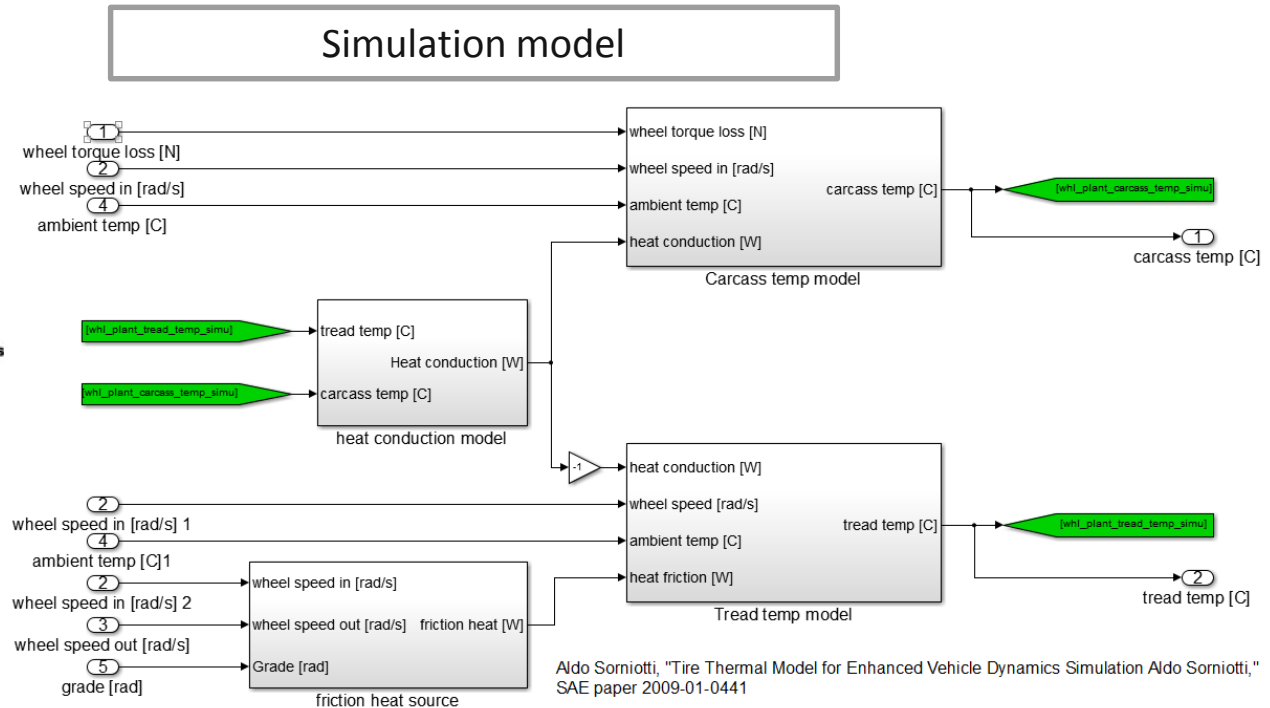 Simulation model
1
wheel torque loss [N]
2
wheel speed in [rad/s]
4
ambient temp [C]
wheel torque loss [N]
wheel speed in [rad/s]
ambient temp [C]
heat conduction [W]
carcass temp [C]
Carcass temp model
[whl_plant_carcass_temp_simu]
1
carcass temp [C]
[whl_plant_tread_temp_simu]
[whl_plant_carcass_temp_simu]
tread temp [C]
Heat conduction [W]
carcass temp [C]
heat conduction model
-1
2
wheel speed in [rad/s] 1
4
ambient temp [C]1
2
wheel speed in [rad/s] 2
3
wheel speed out [rad/s]
5
grade [rad]
wheel speed in [rad/s]
wheel speed out [rad/s]
friction heat [W]
Grade [rad]
friction heat source
heat conduction [W]
wheel speed [rad/s]
ambient temp [C]
heat friction [W]
tread temp [C]
Tread temp model
[whl_plant_tread_temp_simu]
2
tread temp [C]
Aldo Sorniotti, "Tire Thermal Model for Enhanced Vehicle Dynamics Simulation Aldo Sorniotti,"
SAE paper 2009-01-0441